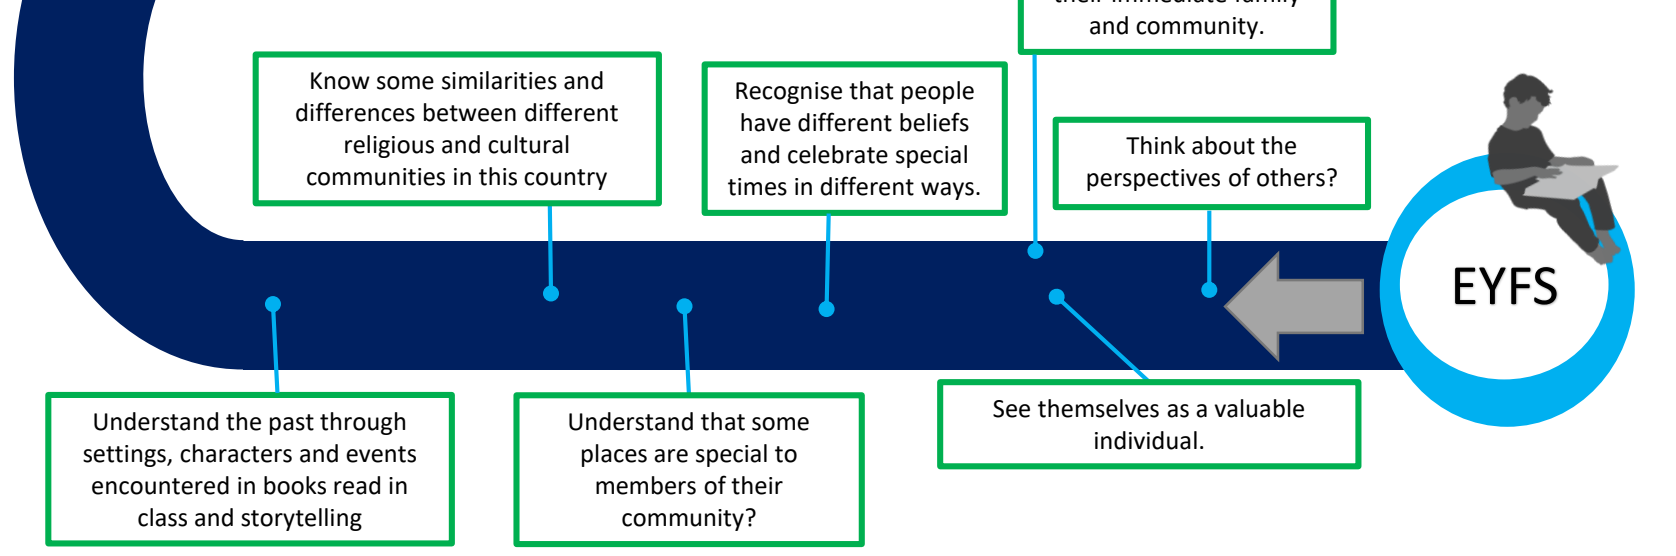 their immediate family
and community.
Know some similarities and
differences between different
religious and cultural
communities in this country
Recognise that people
have different beliefs
and celebrate special
times in different ways.
Think about the
perspectives of others?
EYFS
Understand the past through
settings, characters and events
encountered in books read in
class and storytelling
Understand that some
places are special to
members of their
community?
See themselves as a valuable
individual.